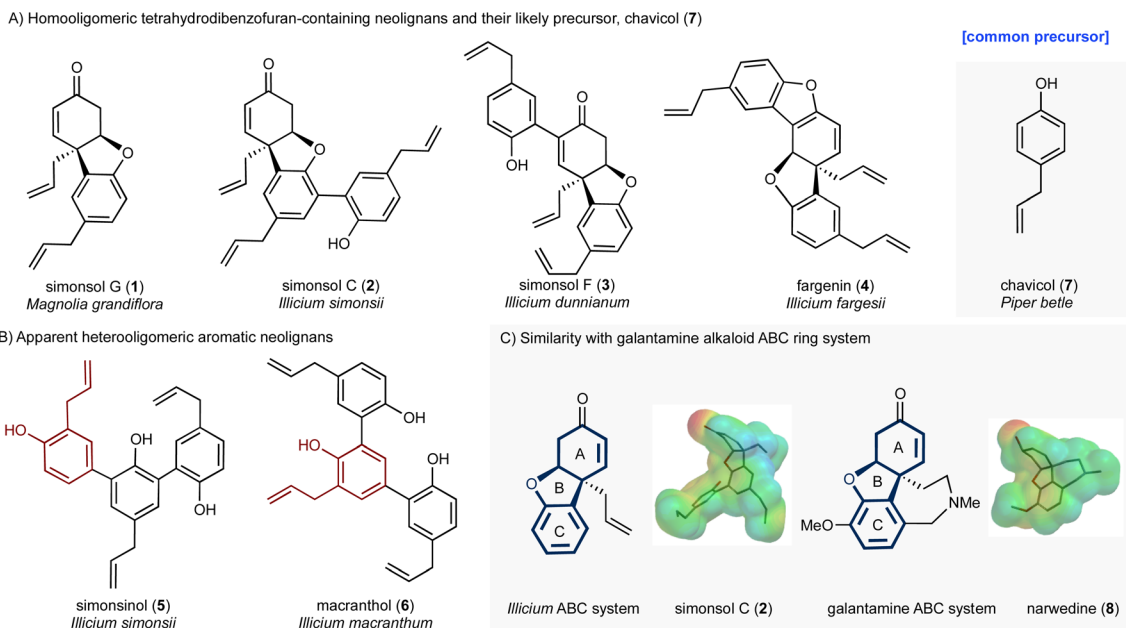 A) Homooligomeric tetrahydrodibenzofuran-containing neolignans and their likely precursor, chavicol (7)
[common precursor]
O
O
simonsol G (1)
Magnolia grandiflora
O
O
HO
simonsol C (2)
Illicium simonsii
O
OH
O
simonsol F (3)
Illicium dunnianum
O
O
fargenin (4)
Illicium fargesii
OH
chavicol (7)
Piper betle
B) Apparent heterooligomeric aromatic neolignans
HO
OH
OH
simonsinol (5)
Illicium simonsii
OH
HO
OH
macranthol (6)
Illicium macranthum
C) Similarity with galantamine alkaloid ABC ring system
O
A
B
O
C
Illicium ABC system
simonsol C (2)
O
A
B
O
NMe
MeO
C
galantamine ABC system
narwedine (8)